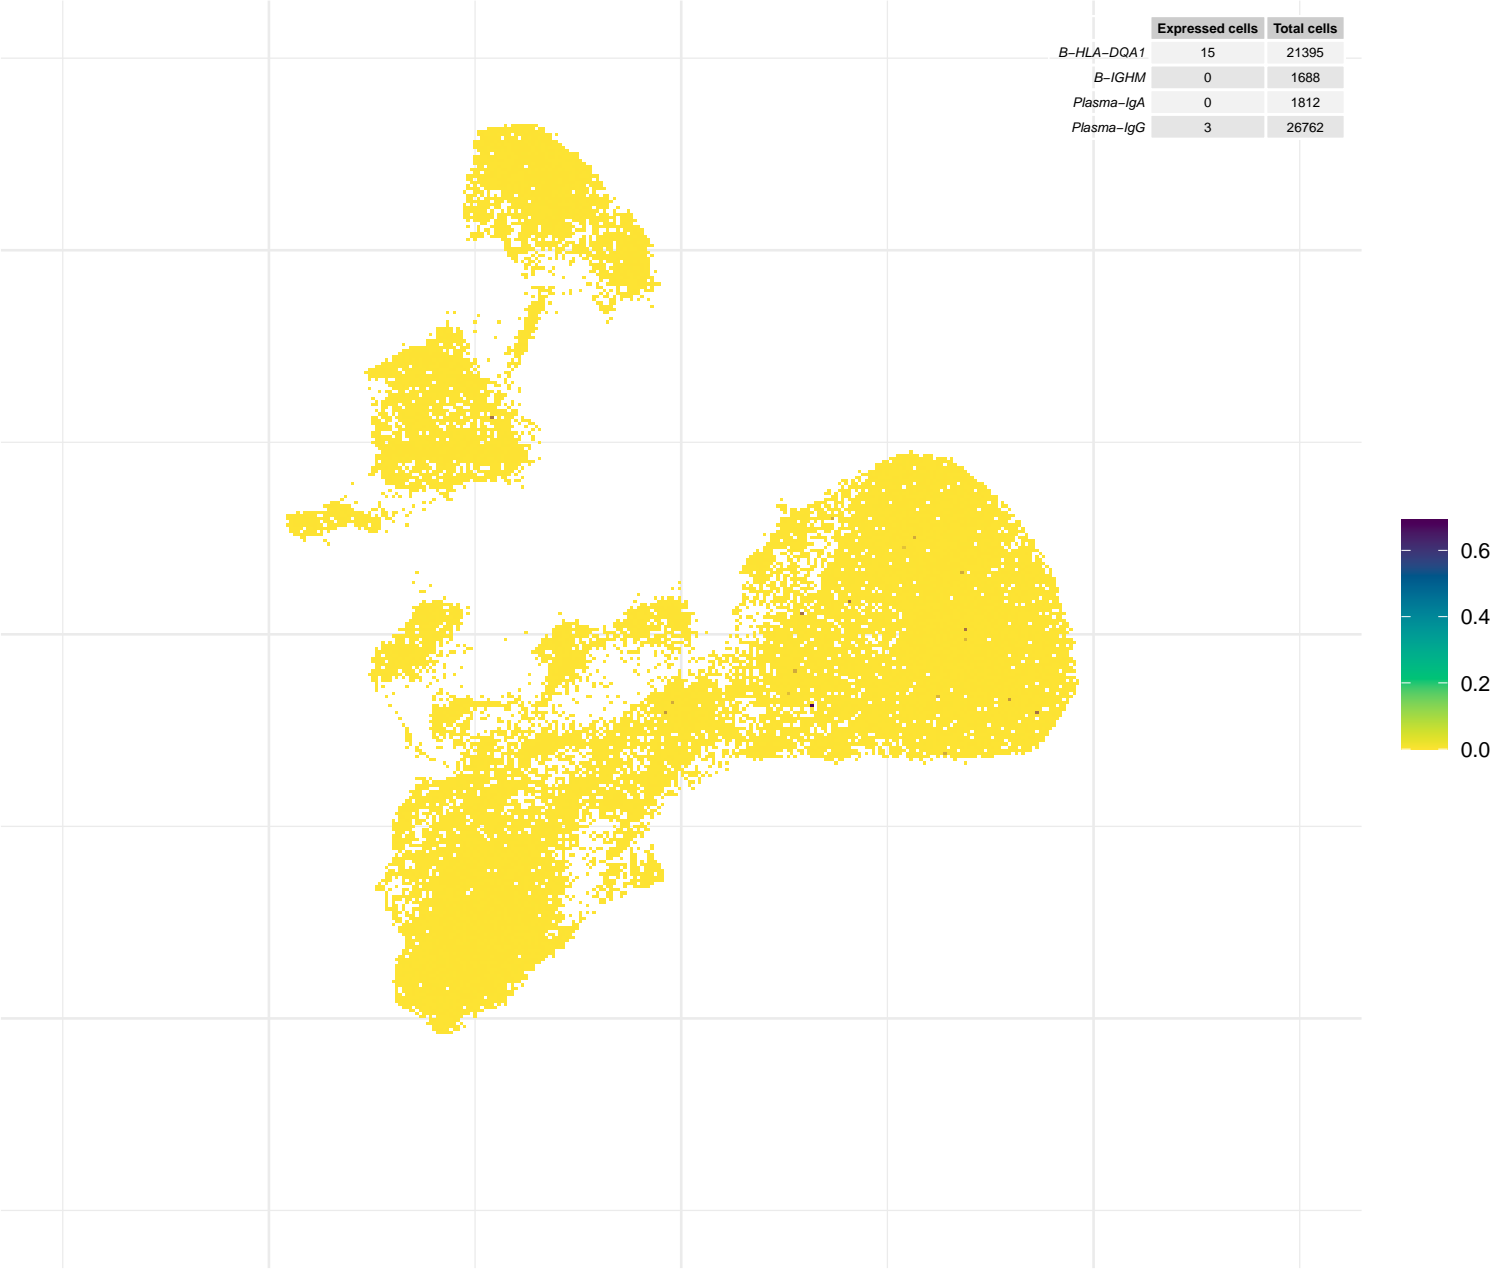 Expressed cells Total cells
B−HLA−DQA1 15 21395
B−IGHM 0 1688
Plasma−IgA 0 1812
Plasma−IgG 3 26762
0.6
0.4
0.2
0.0